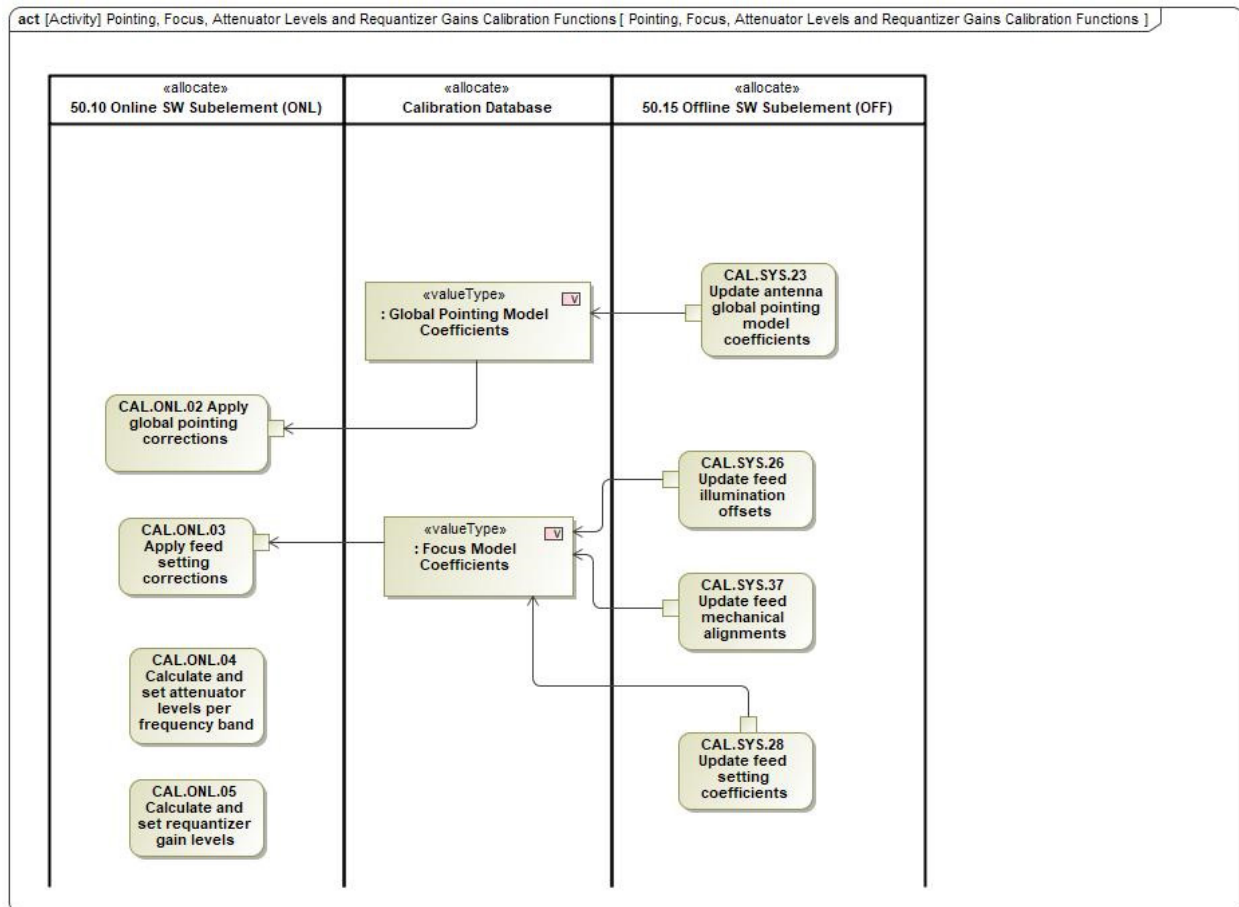 act [Activity] Pointing, Focus, Attenuator Levels and Requantizer Gains Calibration Functions [ Pointing, Focus, Attenuator Levels and Requantizer Gains Calibration Functions ]
«allocate»
50.10 Online SW Subelement (ONL)
«allocate»
Calibration Database
«allocate»
50.15 Offline SW Subelement (OFF)
«valueType»
V
: Global Pointing Model
Coefficients
CAL.SYS.23
Update antenna
global pointing
model
coefficients
CAL.ONL.02 Apply
global pointing
corrections
CAL.SYS.26
Update feed
illumination
offsets
CAL.ONL.03
Apply feed
setting
corrections
«valueType»
V
: Focus Model
Coefficients
CAL.SYS.37
Update feed
mechanical
alignments
CAL.ONL.04
Calculate and
set attenuator
levels per
frequency band
CAL.SYS.28
Update feed
setting
coefficients
CAL.ONL.05
Calculate and
set requantizer
gain levels